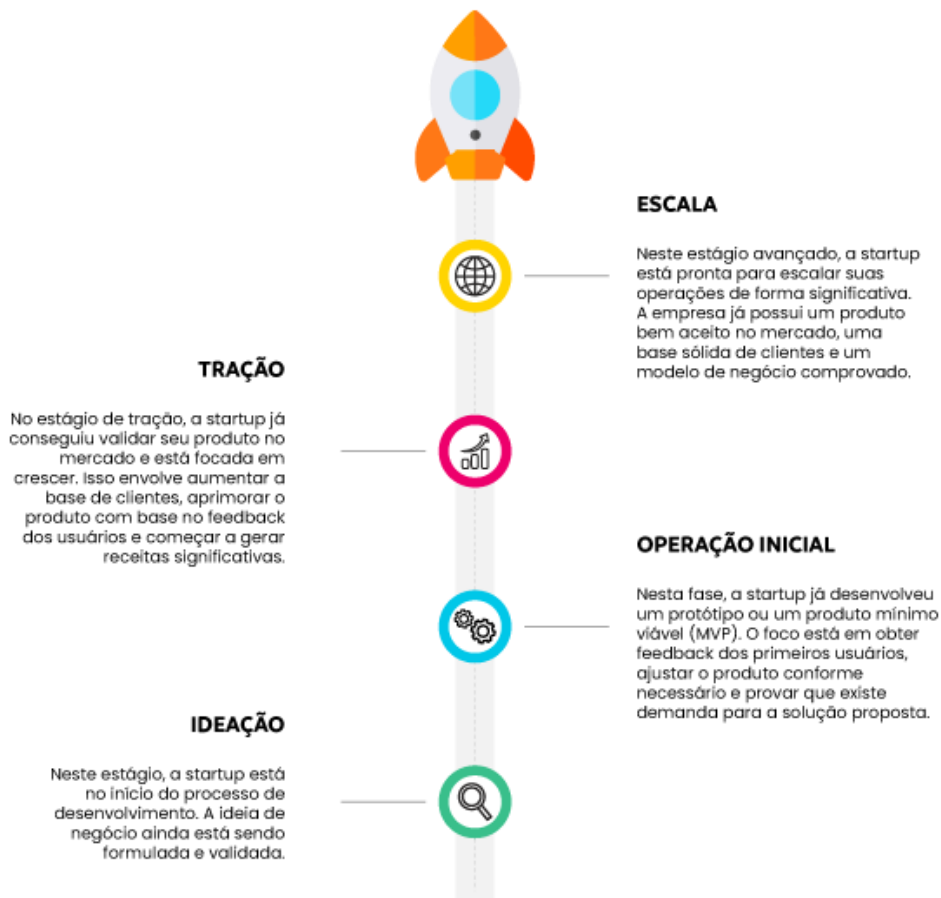 ESCALA
Neste estágio avançado, a startup
está pronta para escalar suas
operações de forma significativa.
A empresa já possui um produto
bem aceito no mercado, uma
base sólida de clientes e um
modelo de negócio comprovado.
TRAÇÃO
No estágio de tração, a startup já
conseguiu validar seu produto no
mercado e está focada em
crescer. Isso envolve aumentar a
base de clientes, aprimorar o
produto com base no feedback
dos usuários e começar a gerar
receitas significativas.
OPERAÇÃO INICIAL
Nesta fase, a startup já desenvolveu
um protótipo ou um produto mínimo
viável (MVP). O foco está em obter
feedback dos primeiros usuários,
ajustar o produto conforme
necessário e provar que existe
demanda para a solução proposta.
IDEAÇÃO
Neste estágio, a startup está
no início do processo de
desenvolvimento. A ideia de
negócio ainda está sendo
formulada e validada.